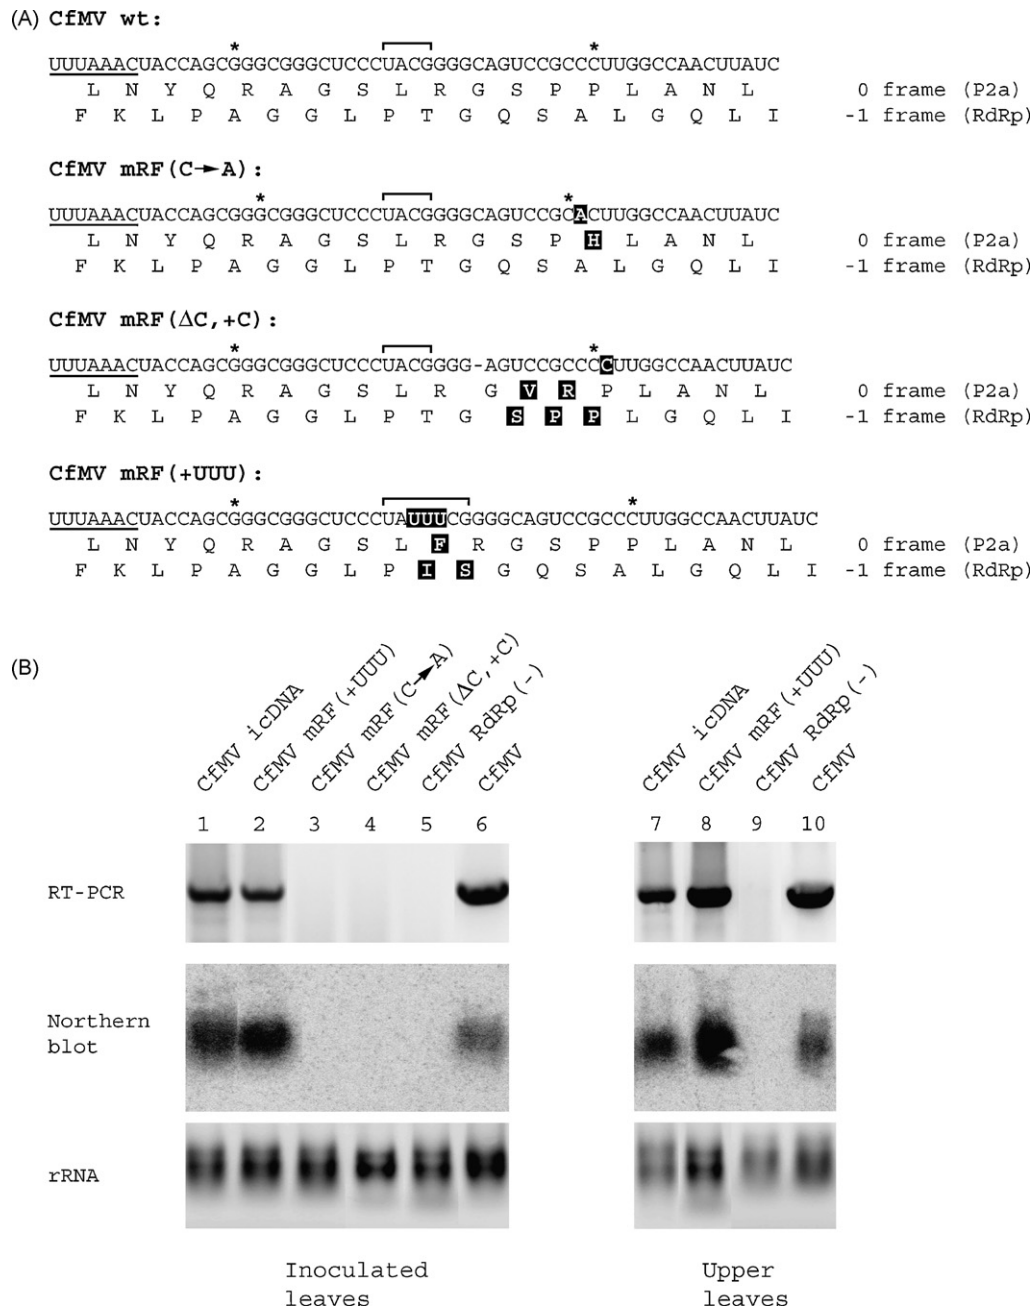 (A) CfMV wt:
* *
UUUAAACUACCAGCGGGCGGGCUCCCUACGGGGCAGUCCGCCCUUGGCCAACUUAUC
L N Y Q R A G S L R G S P P L A N L 0 frame (P2a)
F K L P A G G L P T G Q S A L G Q L I -1 frame (RdRp)
CfMV mRF(C→A):
* *
UUUAAACUACCAGCGGGCGGGCUCCCUACGGGGCAGUCCGCACUUGGCCAACUUAUC
L N Y Q R A G S L R G S P H L A N L 0 frame (P2a)
F K L P A G G L P T G Q S A L G Q L I -1 frame (RdRp)
CfMV mRF(ΔC,+C):
* *
UUUAAACUACCAGCGGGCGGGCUCCCUACGGGG-AGUCCGCCCCUUGGCCAACUUAUC
L N Y Q R A G S L R G V R P L A N L 0 frame (P2a)
F K L P A G G L P T G S P P L G Q L I -1 frame (RdRp)
CfMV mRF(+UUU):
* *
UUUAAACUACCAGCGGGCGGGCUCCCUAUUUCGGGGCAGUCCGCCCUUGGCCAACUUAUC
L N Y Q R A G S L F R G S P P L A N L 0 frame (P2a)
F K L P A G G L P I S G Q S A L G Q L I -1 frame (RdRp)
(B)
CfMV icDNA
CfMV mRF(+UUU)
CfMV mRF(C→A)
CfMV mRF(ΔC,+C)
CfMV RdRp(-)
CfMV
CfMV icDNA
CfMV mRF(+UUU)
CfMV RdRp(-)
CfMV
1 2 3 4 5 6 7 8 9 10
RT-PCR
Northern
blot
rRNA
Inoculated
leaves
Upper
leaves